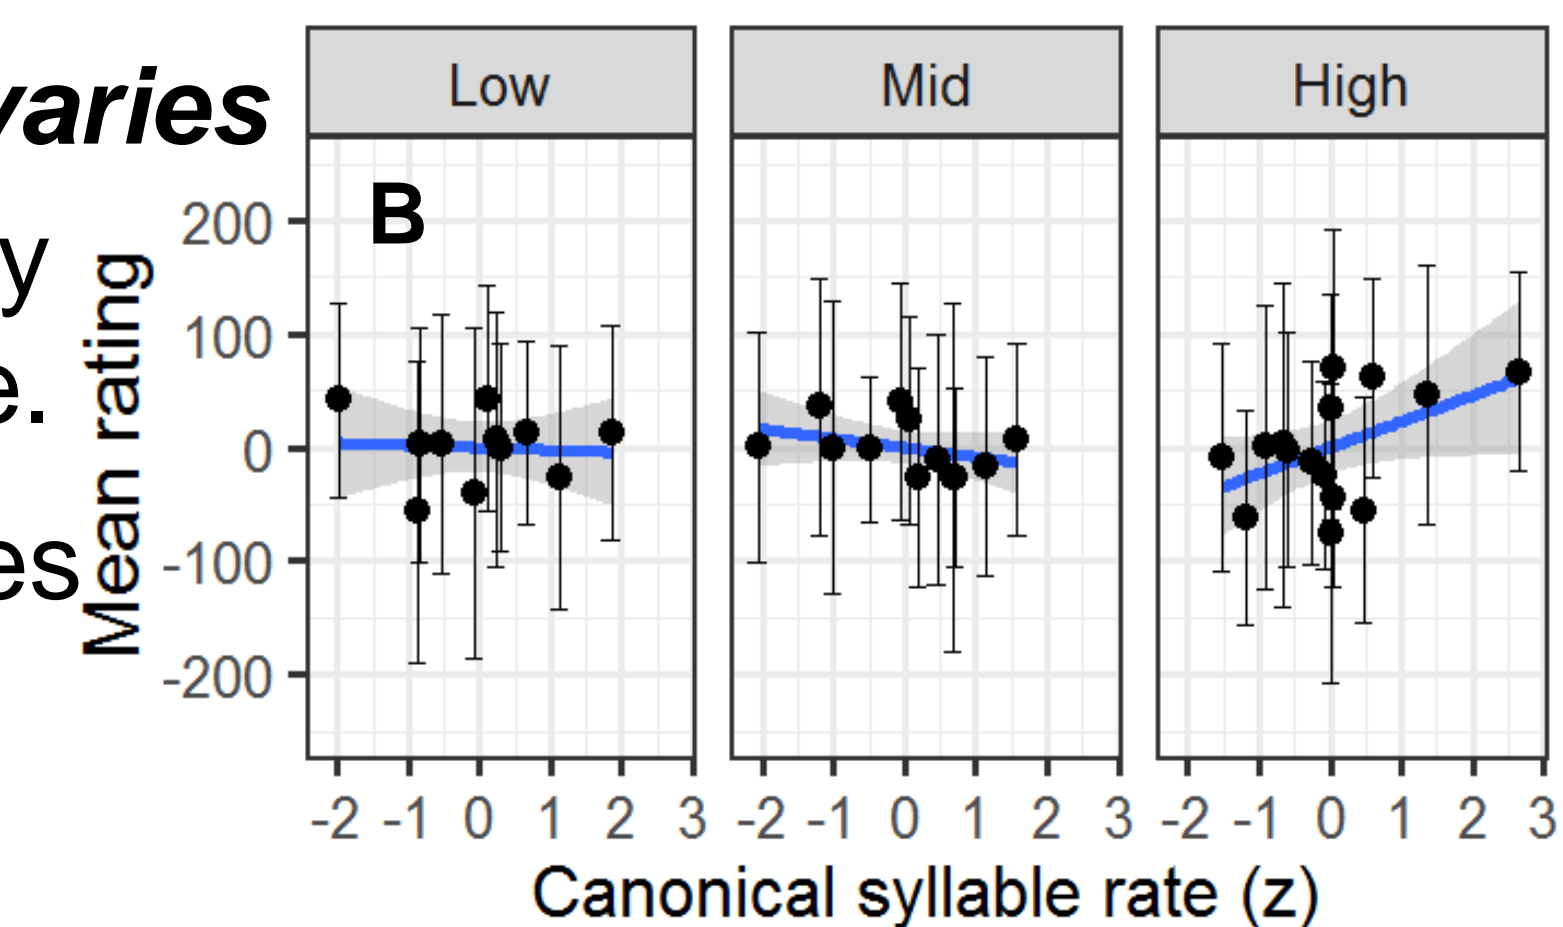 varies
y
e.
es
Low Mid High
B
Mean rating
200
100
0
-100
-200
-2 -1 0 1 2 3 -2 -1 0 1 2 3 -2 -1 0 1 2 3
Canonical syllable rate (z)